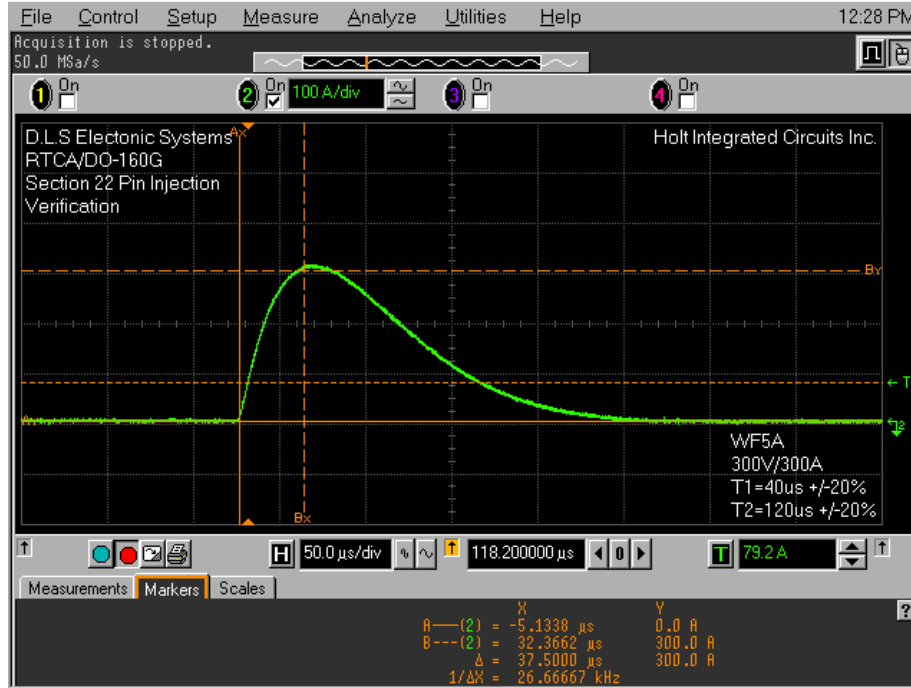 File Control Setup Measure Analyze Utilities Help 12:28 PM
Acquisition is stopped.
50.0 MSa/s
1 On 2 On 100 A/div 3 On 4 On
D.L.S Electonic Systems Ax Holt Integrated Circuits Inc.
RTCA/DO-160G
Section 22 Pin Injection
Verification
By
T
Ay
WF5A
300V/300A
T1=40us +/-20%
T2=120us +/-20%
Bx
H 50.0 µs/div T 118.200000 µs 0 T 79.2 A
Measurements Markers Scales
X Y
A——(2) = -5.1338 µs 0.0 A
B---(2) = 32.3662 µs 300.0 A
Δ = 37.5000 µs 300.0 A
1/ΔX = 26.66667 kHz
?